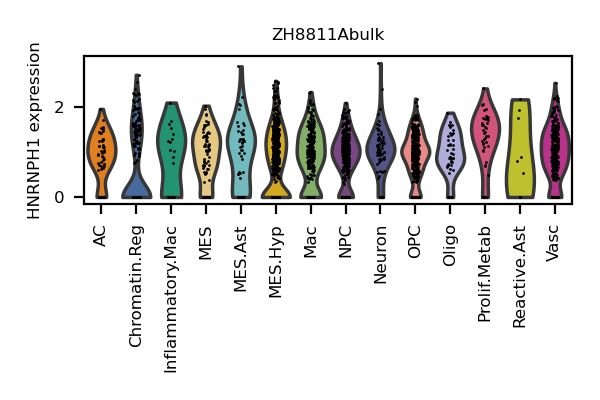 ZH8811Abulk
HNRNPH1 expression
2
0
AC
Chromatin.Reg
Inflammatory.Mac
MES
MES.Ast
MES.Hyp
Mac
NPC
Neuron
OPC
Oligo
Prolif.Metab
Reactive.Ast
Vasc